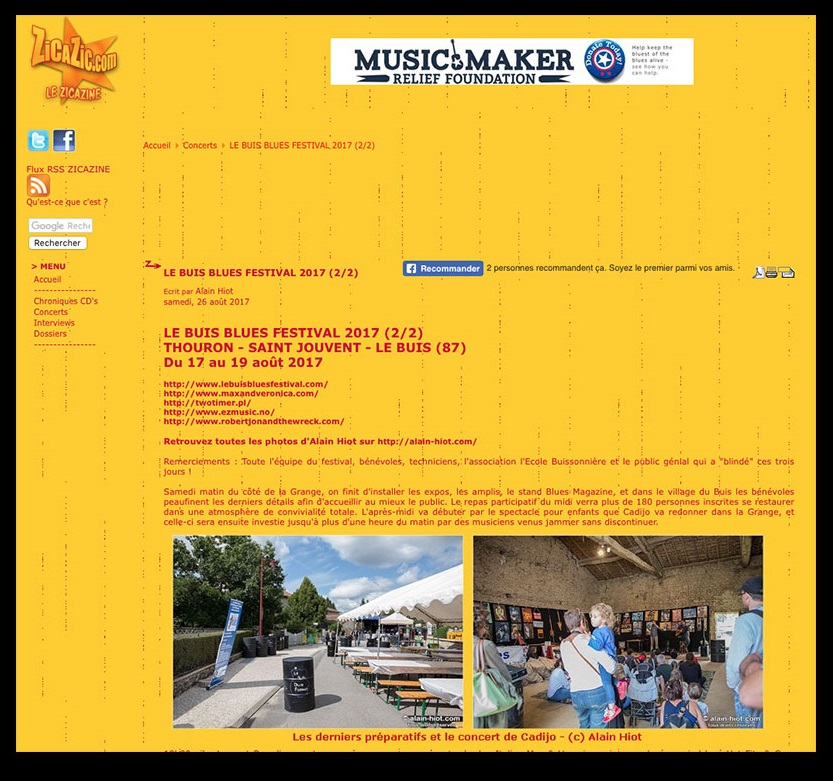 ZICAZIC.com
LE ZICAZINE
MUSIC MAKER
RELIEF FOUNDATION
Donate Today!
Help keep the
bluest of the
blues alive -
see how you
can help.
Accueil Concerts LE BUIS BLUES FESTIVAL 2017 (2/2)
Flux RSS ZICAZINE
Qu'est-ce que c'est ?
Google Reche
Rechercher
> MENU
Accueil
-----------------
Chroniques CD's
Concerts
Interviews
Dossiers
-----------------
LE BUIS BLUES FESTIVAL 2017 (2/2)
Recommander 2 personnes recommandent ça. Soyez le premier parmi vos amis.
Ecrit par Alain Hiot
samedi, 26 août 2017
LE BUIS BLUES FESTIVAL 2017 (2/2)
THOURON - SAINT JOUVENT - LE BUIS (87)
Du 17 au 19 août 2017
http://www.lebuisbluesfestival.com/
http://www.maxandveronica.com/
http://twotimer.pl/
http://www.ezmusic.no/
http://www.robertjonandthewreck.com/
Retrouvez toutes les photos d'Alain Hiot sur http://alain-hiot.com/
Remerciements : Toute l'équipe du festival, bénévoles, techniciens, l'association l'Ecole Buissonnière et le public génial qui a "blindé" ces trois
jours !
Samedi matin du côté de la Grange, on finit d'installer les expos, les amplis, le stand Blues Magazine, et dans le village du Buis les bénévoles
peaufinent les derniers détails afin d'accueillir au mieux le public. Le repas participatif du midi verra plus de 180 personnes inscrites se restaurer
dans une atmosphère de convivialité totale. L'après-midi va débuter par le spectacle pour enfants que Cadijo va redonner dans la Grange, et
celle-ci sera ensuite investie jusqu'à plus d'une heure du matin par des musiciens venus jammer sans discontinuer.
© alain-hiot.com
© alain-hiot.com
Les derniers préparatifs et le concert de Cadijo - (c) Alain Hiot